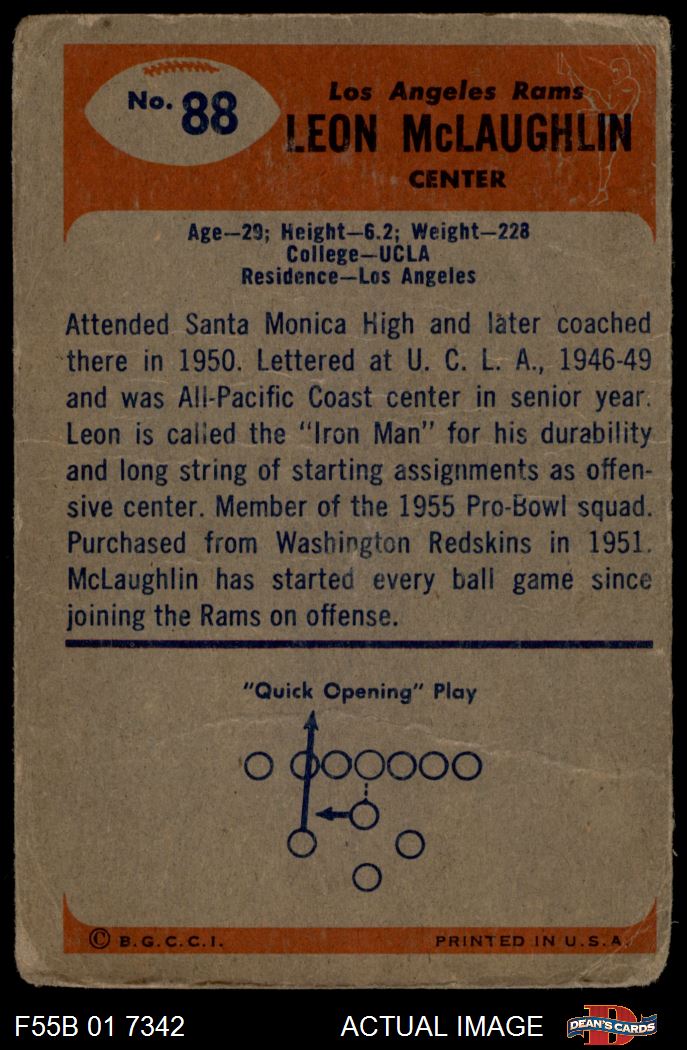 No. 88
Los Angeles Rams
LEON McLAUGHLIN
CENTER
Age—29; Height—6.2; Weight—228
College—UCLA
Residence—Los Angeles
Attended Santa Monica High and later coached
there in 1950. Lettered at U. C. L. A., 1946-49
and was All-Pacific Coast center in senior year.
Leon is called the "Iron Man" for his durability
and long string of starting assignments as offen-
sive center. Member of the 1955 Pro-Bowl squad.
Purchased from Washington Redskins in 1951.
McLaughlin has started every ball game since
joining the Rams on offense.
"Quick Opening" Play
© B.G.C.C.I.
PRINTED IN U.S.A.
F55B 01 7342
ACTUAL IMAGE
D
DEAN'S CARDS